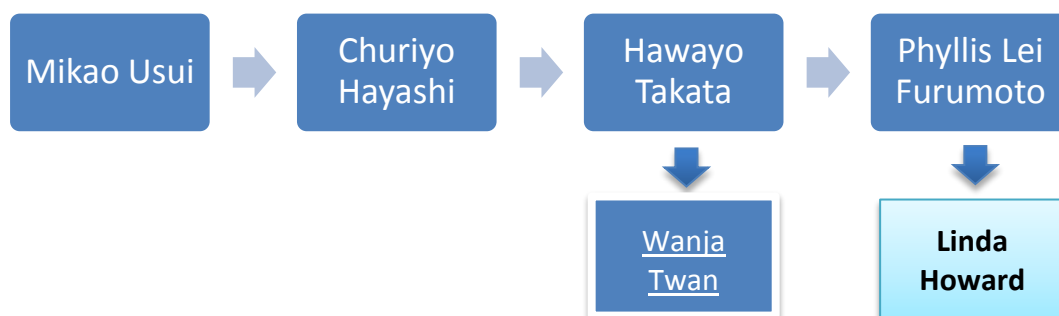 Mikao Usui
Churiyo
Hayashi
Hawayo
Takata
Phyllis Lei
Furumoto
Wanja
Twan
Linda
Howard